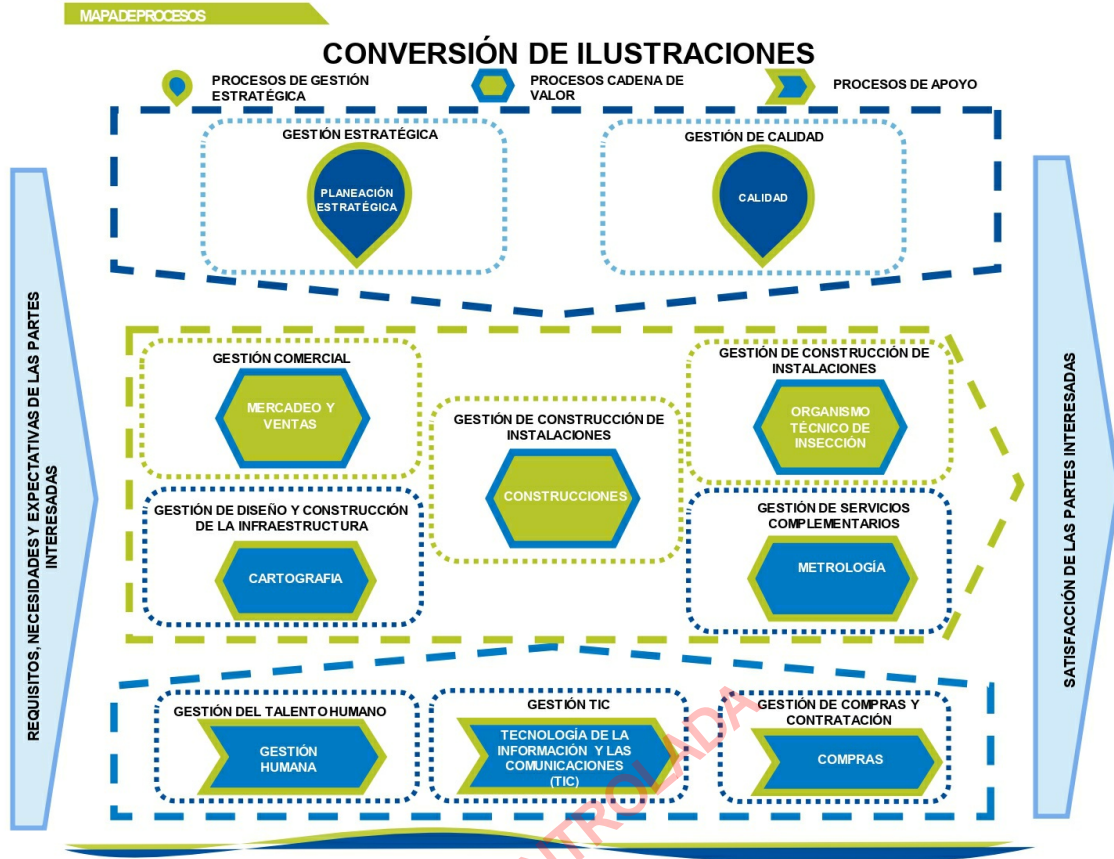 MAPADEPROCESOS
CONVERSIÓN DE ILUSTRACIONES
PROCESOS DE GESTIÓN
ESTRATÉGICA
PROCESOS CADENA DE
VALOR
PROCESOS DE APOYO
GESTIÓN ESTRATÉGICA
PLANEACIÓN
ESTRATÉGICA
GESTIÓN DE CALIDAD
CALIDAD
REQUISITOS, NECESIDADES Y EXPECTATIVAS DE LAS PARTES
INTERESADAS
GESTIÓN COMERCIAL
MERCADEO Y
VENTAS
GESTIÓN DE CONSTRUCCIÓN DE
INSTALACIONES
CONSTRUCCIONES
GESTIÓN DE CONSTRUCCIÓN DE
INSTALACIONES
ORGANISMO
TÉCNICO DE
INSECCIÓN
GESTIÓN DE DISEÑO Y CONSTRUCCIÓN
DE LA INFRAESTRUCTURA
CARTOGRAFIA
GESTIÓN DE SERVICIOS
COMPLEMENTARIOS
METROLOGÍA
GESTIÓN DEL TALENTO HUMANO
GESTIÓN
HUMANA
GESTIÓN TIC
TECNOLOGÍA DE LA
INFORMACIÓN Y LAS
COMUNICACIONES
(TIC)
GESTIÓN DE COMPRAS Y
CONTRATACIÓN
COMPRAS
SATISFACCIÓN DE LAS PARTES INTERESADAS
NTROLADA